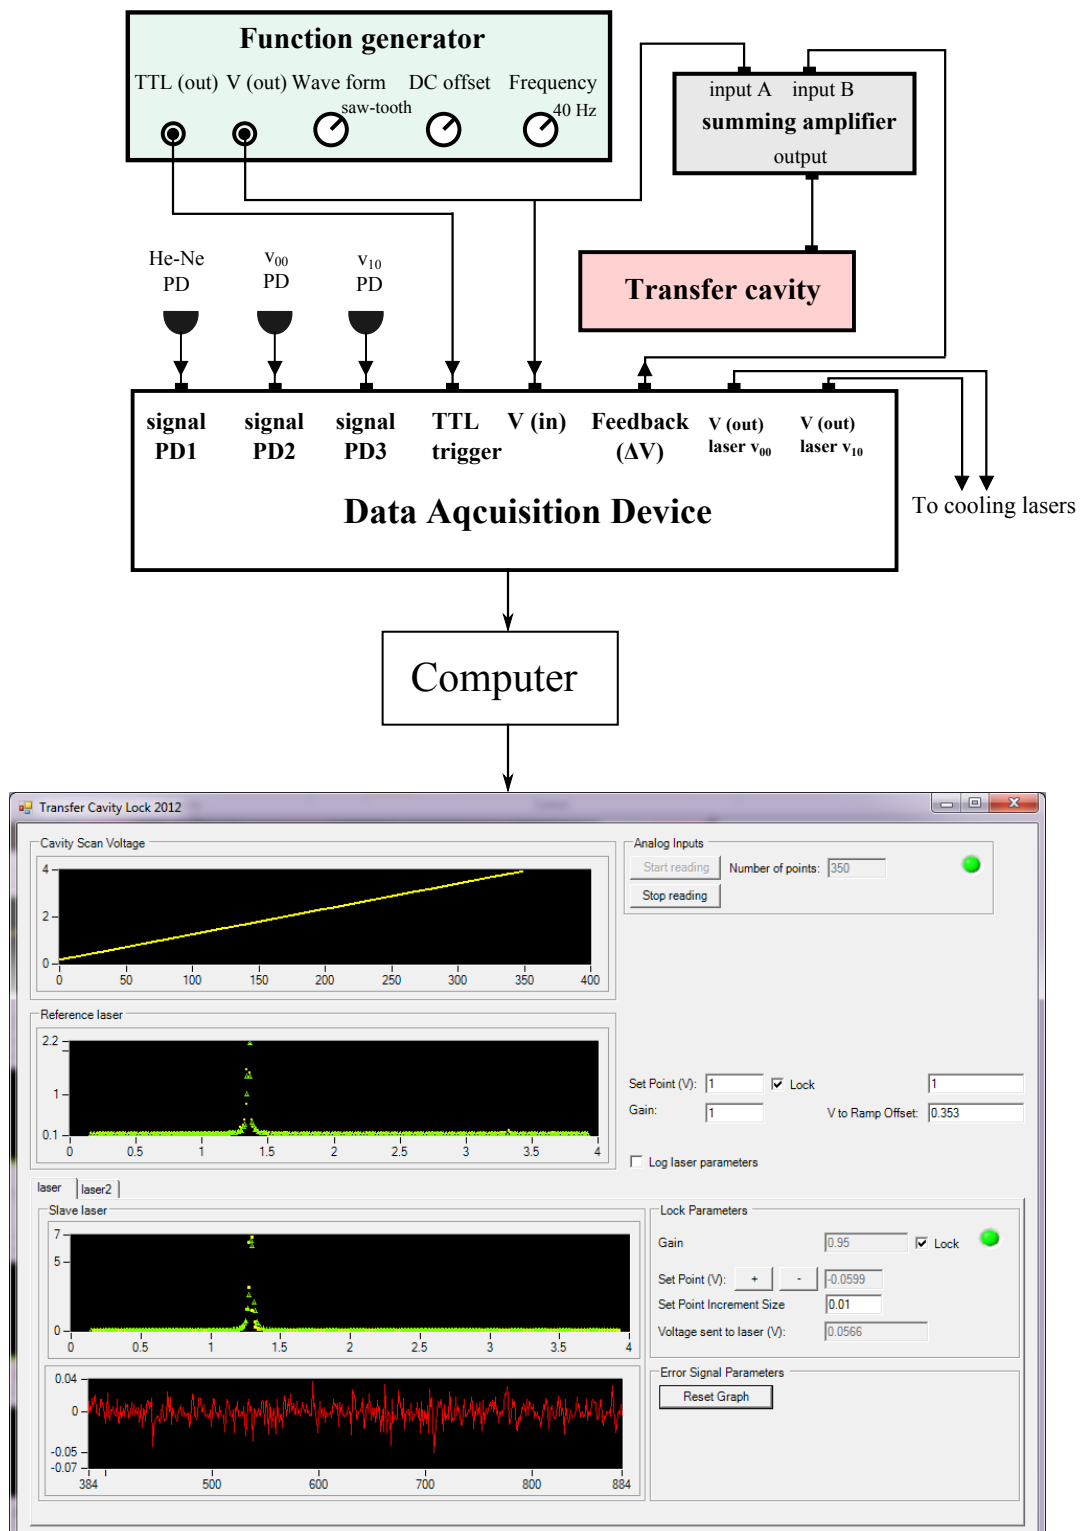 Function generator
TTL (out) V (out) Wave form DC offset Frequency
saw-tooth 40 Hz
input A input B
summing amplifier
output
He-Ne PD
v00 PD
v10 PD
Transfer cavity
signal PD1
signal PD2
signal PD3
TTL trigger
V (in)
Feedback (ΔV)
V (out) laser v00
V (out) laser v10
Data Aqcuisition Device
To cooling lasers
Computer
Transfer Cavity Lock 2012
Cavity Scan Voltage
4
2
0
0 50 100 150 200 250 300 350 400
Analog Inputs
Start reading Number of points: 350
Stop reading
Reference laser
2.2
1
0.1
0 0.5 1 1.5 2 2.5 3 3.5 4
Set Point (V): 1 Lock 1
Gain: 1 V to Ramp Offset: 0.353
Log laser parameters
laser laser2
Slave laser
7
5
0
0 0.5 1 1.5 2 2.5 3 3.5 4
Lock Parameters
Gain 0.95 Lock
Set Point (V): + - -0.0599
Set Point Increment Size 0.01
Voltage sent to laser (V): 0.0566
0.04
0
-0.05
-0.07
384 500 600 700 800 884
Error Signal Parameters
Reset Graph